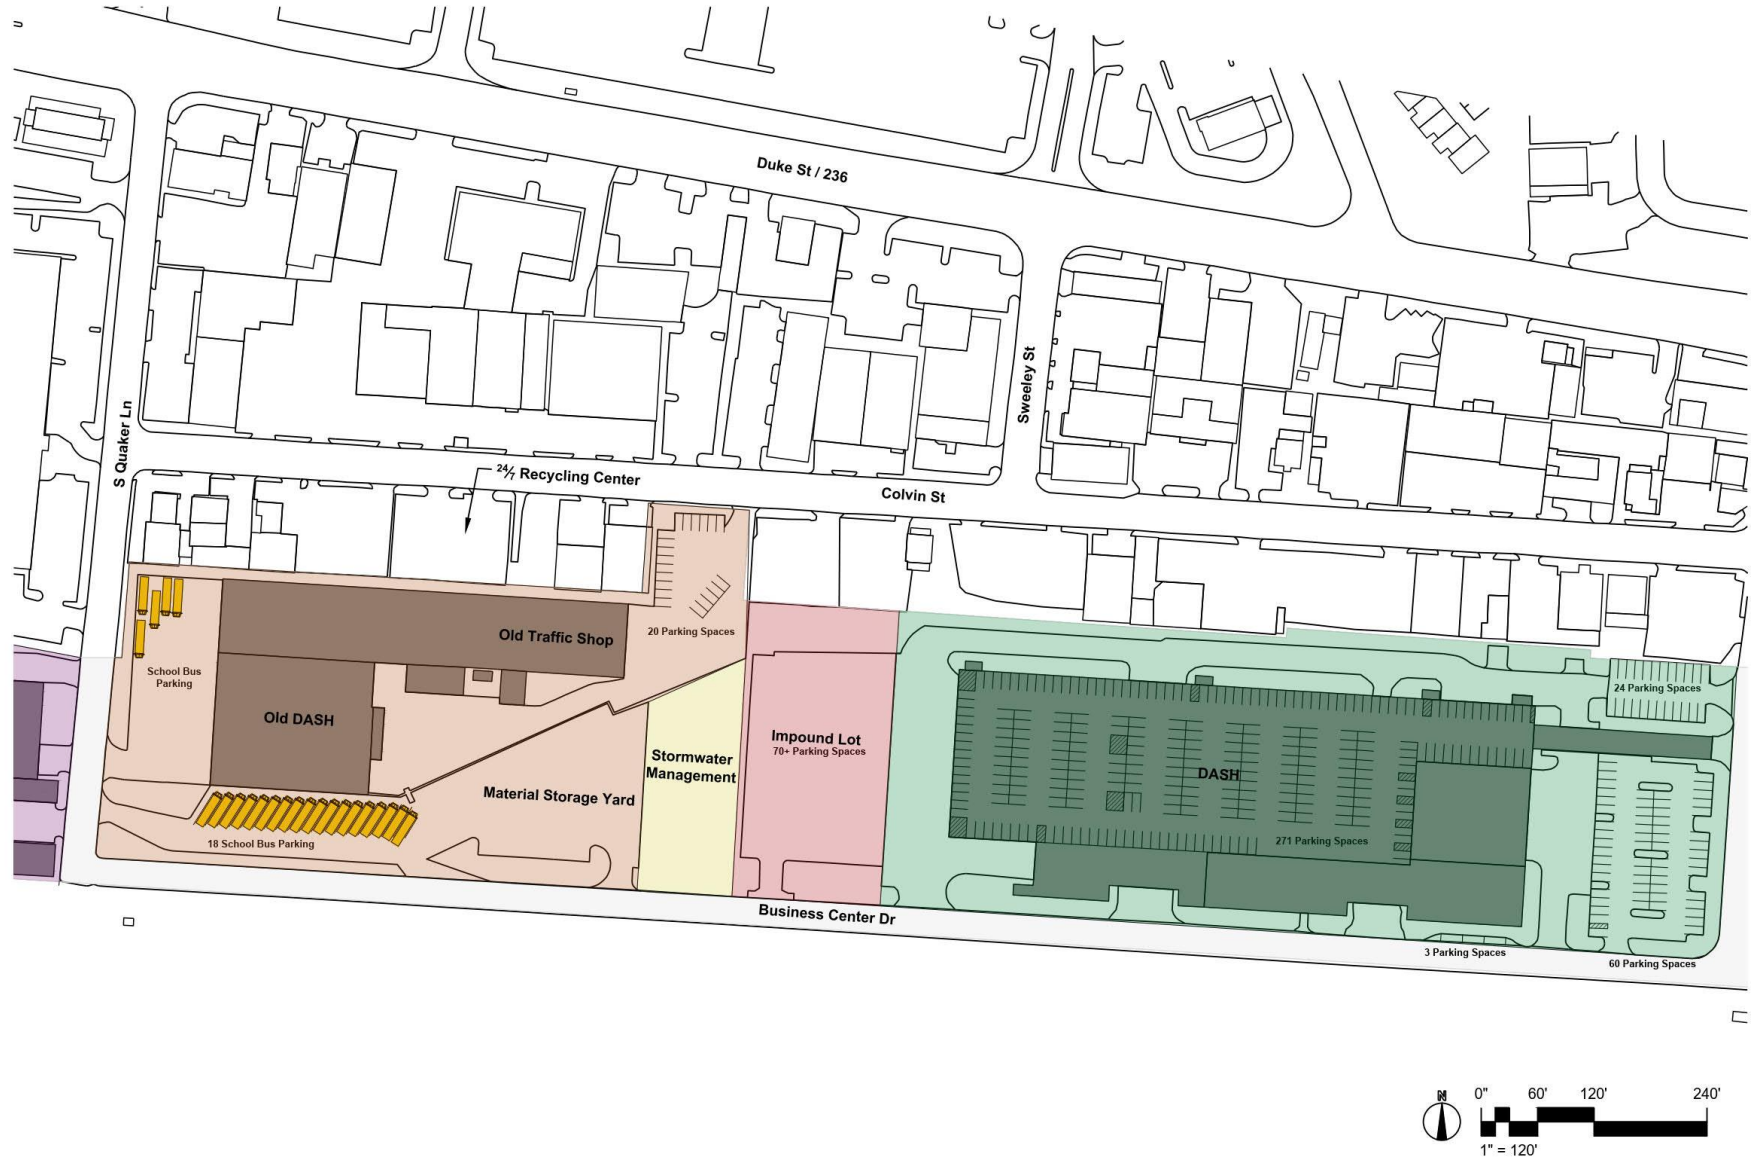 Duke St / 236
Sweeley St
S Quaker Ln
24/7 Recycling Center
Colvin St
Old Traffic Shop
20 Parking Spaces
School Bus
Parking
24 Parking Spaces
Old DASH
Impound Lot
70+ Parking Spaces
Stormwater
Management
DASH
Material Storage Yard
18 School Bus Parking
271 Parking Spaces
Business Center Dr
3 Parking Spaces
60 Parking Spaces
N
0" 60' 120' 240'
1" = 120'